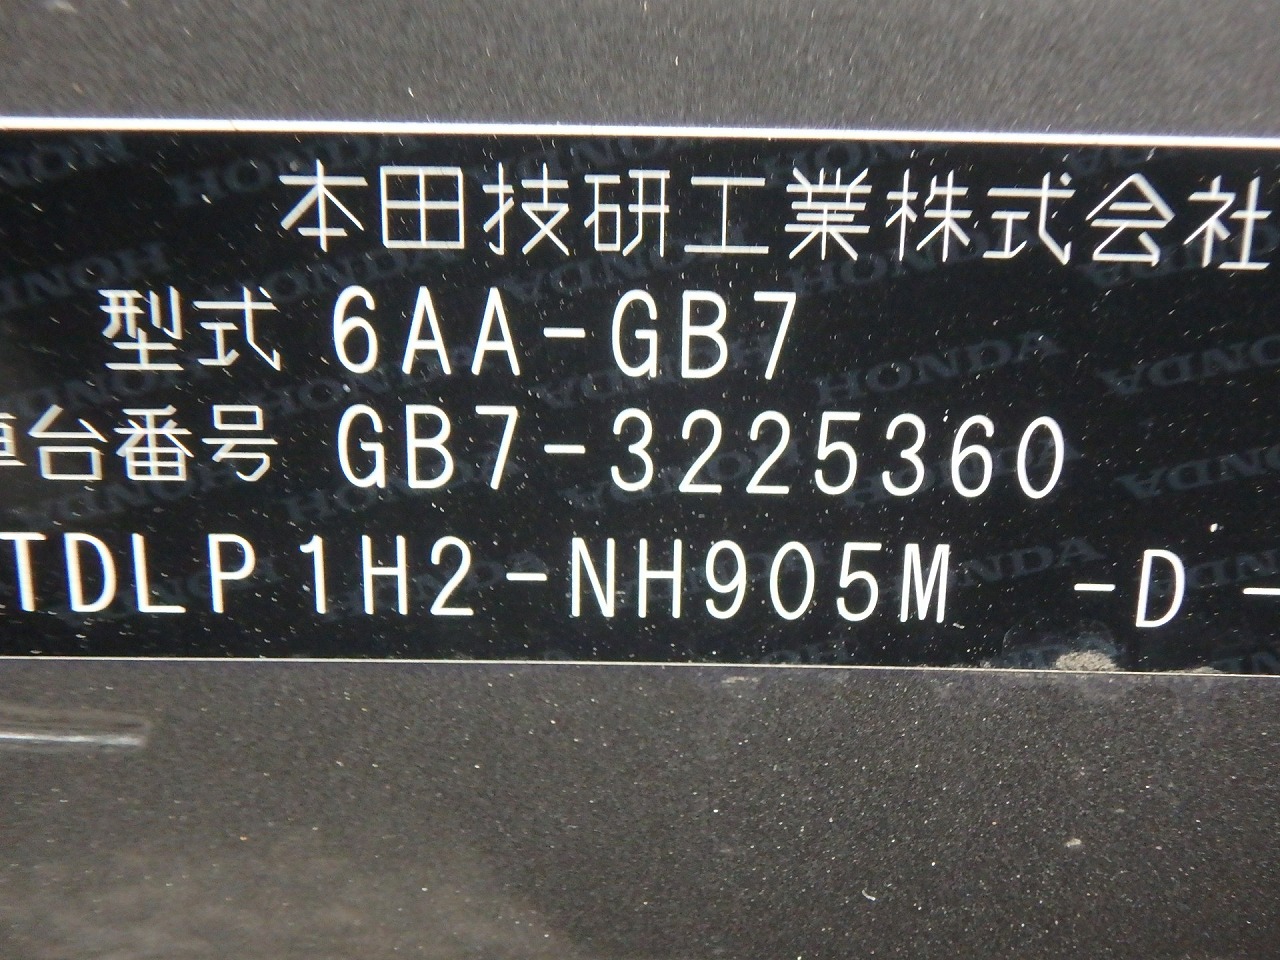 本田技研工業株式会社
型式 6AA-GB7
車台番号 GB7-3225360
TDLP1H2-NH905M -D -